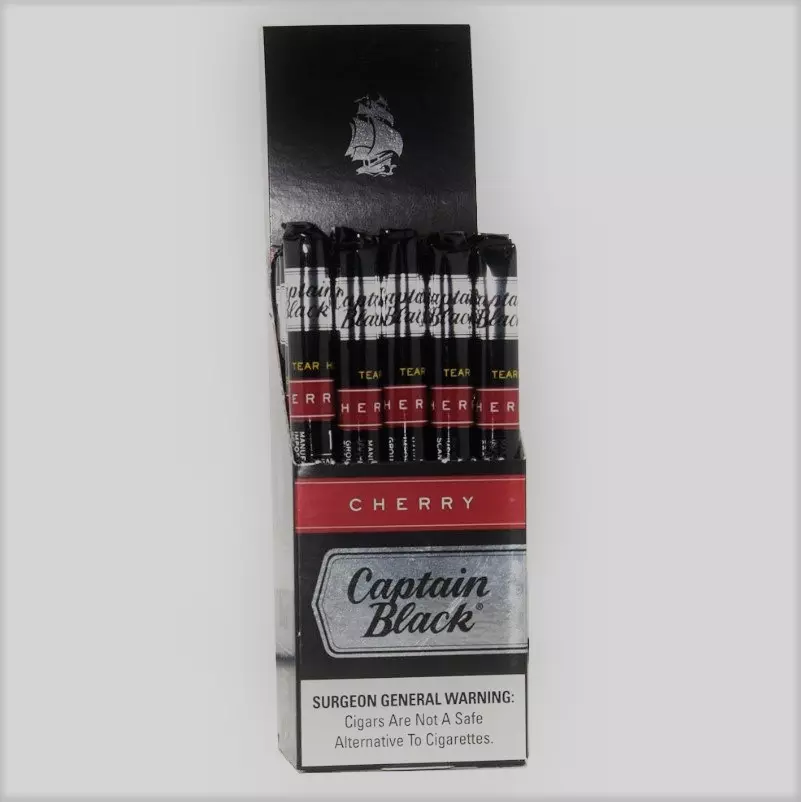 Captain
Black
TEAR
CHERRY
Captain
Black®
SURGEON GENERAL WARNING:
Cigars Are Not A Safe
Alternative To Cigarettes.